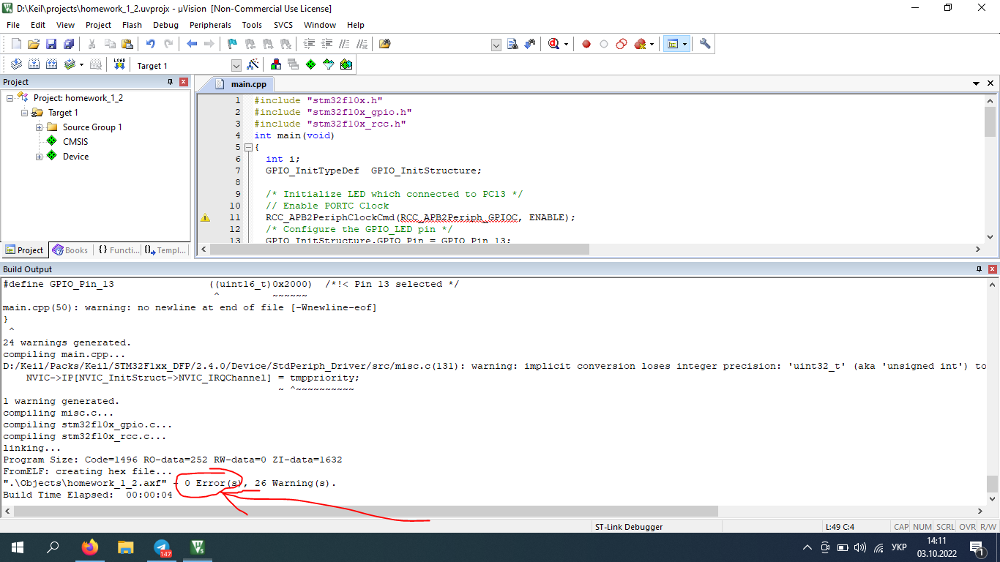 D:\Keil\projects\homework_1_2.uvprojx - µVision [Non-Commercial Use License]
File Edit View Project Flash Debug Peripherals Tools SVCS Window Help
LOAD
Target 1
Project
Project: homework_1_2
Target 1
Source Group 1
CMSIS
Device
Project Books {} Functi... Templ...
main.cpp
1 #include "stm32f10x.h"
2 #include "stm32f10x_gpio.h"
3 #include "stm32f10x_rcc.h"
4 int main(void)
5 {
6 int i;
7 GPIO_InitTypeDef GPIO_InitStructure;
8
9 /* Initialize LED which connected to PC13 */
10 // Enable PORTC Clock
11 RCC_APB2PeriphClockCmd(RCC_APB2Periph_GPIOC, ENABLE);
12 /* Configure the GPIO_LED pin */
13 GPIO_InitStructure.GPIO_Pin = GPIO_Pin_13;
Build Output
#define GPIO_Pin_13 ((uint16_t)0x2000) /*!< Pin 13 selected */
^ ~~~~~~
main.cpp(50): warning: no newline at end of file [-Wnewline-eof]
}
^
24 warnings generated.
compiling main.cpp...
D:/Keil/Packs/Keil/STM32F1xx_DFP/2.4.0/Device/StdPeriph_Driver/src/misc.c(131): warning: implicit conversion loses integer precision: 'uint32_t' (aka 'unsigned int') to
NVIC->IP[NVIC_InitStruct->NVIC_IRQChannel] = tmppriority;
~ ^~~~~~~~~~~
1 warning generated.
compiling misc.c...
compiling stm32f10x_gpio.c...
compiling stm32f10x_rcc.c...
linking...
Program Size: Code=1496 RO-data=252 RW-data=0 ZI-data=1632
FromELF: creating hex file...
".\Objects\homework_1_2.axf" - 0 Error(s), 26 Warning(s).
Build Time Elapsed: 00:00:04
ST-Link Debugger L:49 C:4 CAP NUM SCRL OVR R/W
147
УКР
14:11
03.10.2022
1